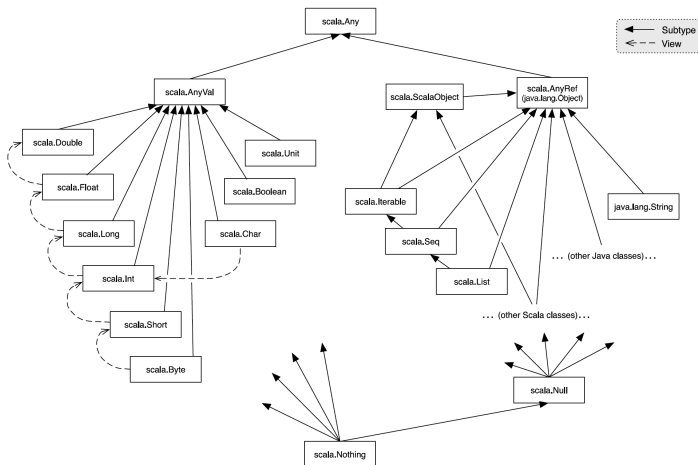 scala.Any
Subtype
View
scala.AnyVal
scala.ScalaObject
scala.AnyRef
(java.lang.Object)
scala.Double
scala.Unit
scala.Float
scala.Boolean
scala.Iterable
java.lang.String
scala.Long
scala.Char
scala.Seq
... (other Java classes)...
scala.Int
scala.List
scala.Short
... (other Scala classes)...
scala.Byte
scala.Null
scala.Nothing